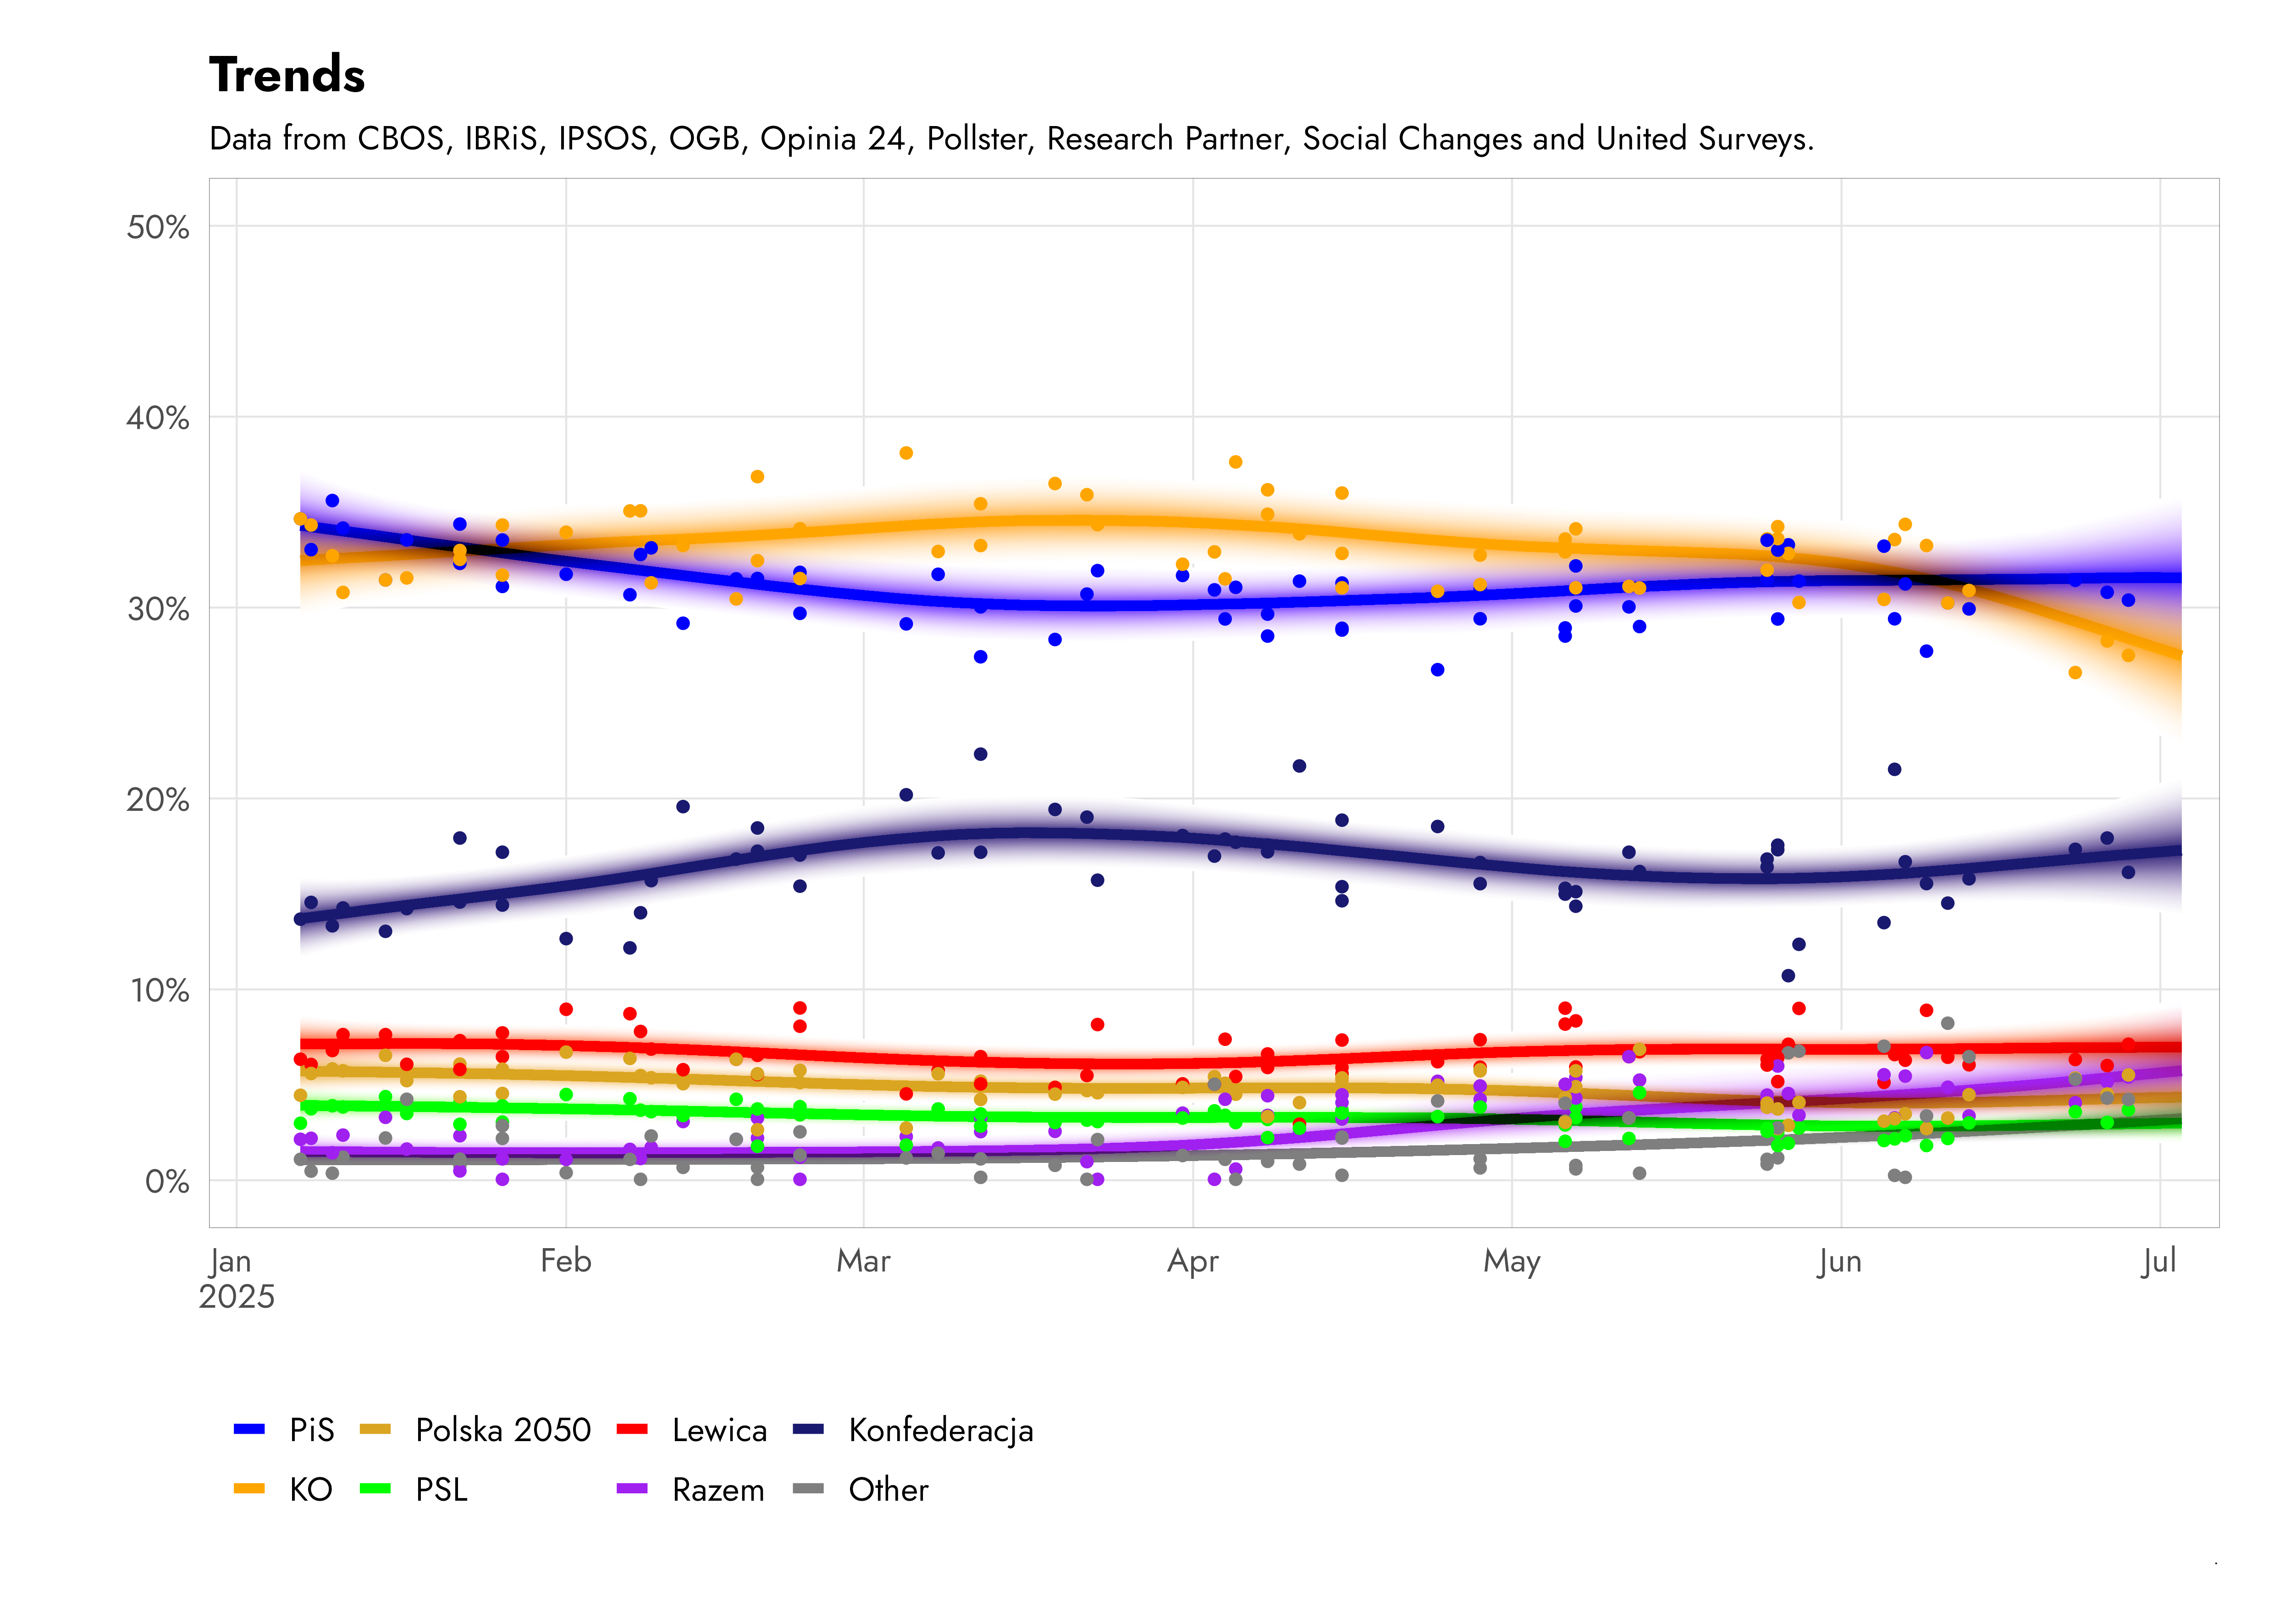 Trends
Data from CBOS, IBRiS, IPSOS, OGB, Opinia 24, Pollster, Research Partner, Social Changes and United Surveys.
50%
40%
30%
20%
10%
0%
Jan Feb Mar Apr May Jun Jul
2025
PiS Polska 2050 Lewica Konfederacja
KO PSL Razem Other
.